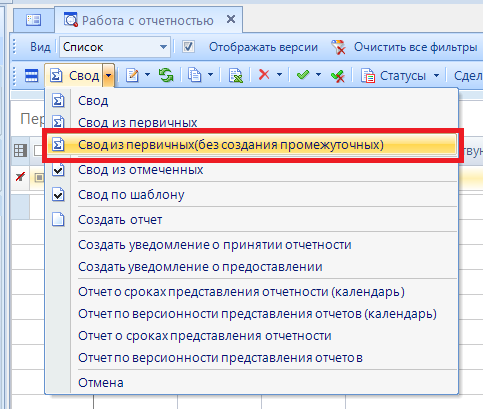 Работа с отчетностью
Вид Список Отображать версии Очистить все фильтры
Свод Статусы Сдел
Пер
Свод
Свод из первичных
Свод из первичных(без создания промежуточных)
Свод из отмеченных
Свод по шаблону
Создать отчет
Создать уведомление о принятии отчетности
Создать уведомление о предоставлении
Отчет о сроках представления отчетности (календарь)
Отчет по версионности представления отчетов (календарь)
Отчет о сроках представления отчетности
Отчет по версионности представления отчетов
Отмена